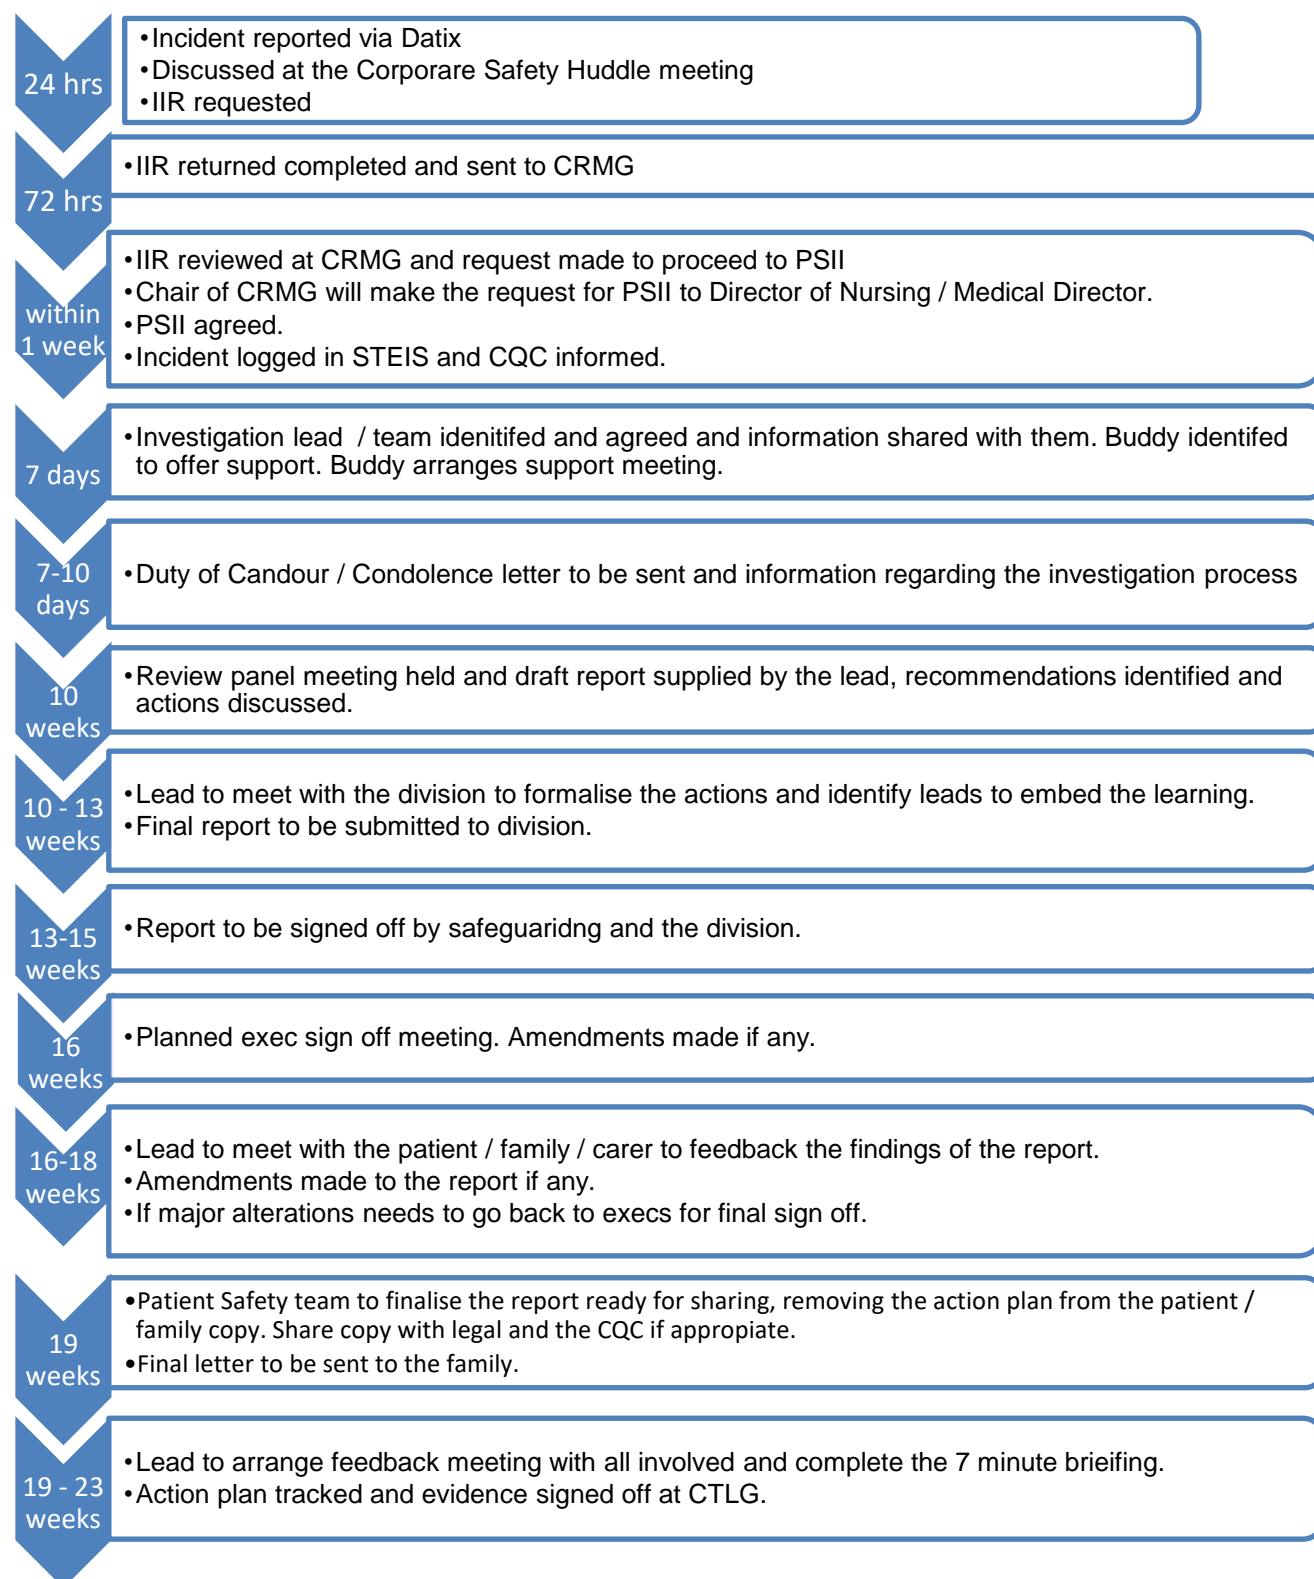 24 hrs
•Incident reported via Datix
•Discussed at the Corporare Safety Huddle meeting
•IIR requested
72 hrs
•IIR returned completed and sent to CRMG
within
1 week
•IIR reviewed at CRMG and request made to proceed to PSII
•Chair of CRMG will make the request for PSII to Director of Nursing / Medical Director.
•PSII agreed.
•Incident logged in STEIS and CQC informed.
7 days
•Investigation lead / team idenitifed and agreed and information shared with them. Buddy identifed
to offer support. Buddy arranges support meeting.
7-10
days
•Duty of Candour / Condolence letter to be sent and information regarding the investigation process
10
weeks
•Review panel meeting held and draft report supplied by the lead, recommendations identified and
actions discussed.
10 - 13
weeks
•Lead to meet with the division to formalise the actions and identify leads to embed the learning.
•Final report to be submitted to division.
13-15
weeks
•Report to be signed off by safeguaridng and the division.
16
weeks
•Planned exec sign off meeting. Amendments made if any.
16-18
weeks
•Lead to meet with the patient / family / carer to feedback the findings of the report.
•Amendments made to the report if any.
•If major alterations needs to go back to execs for final sign off.
19
weeks
•Patient Safety team to finalise the report ready for sharing, removing the action plan from the patient /
family copy. Share copy with legal and the CQC if appropiate.
•Final letter to be sent to the family.
19 - 23
weeks
•Lead to arrange feedback meeting with all involved and complete the 7 minute brieifing.
•Action plan tracked and evidence signed off at CTLG.